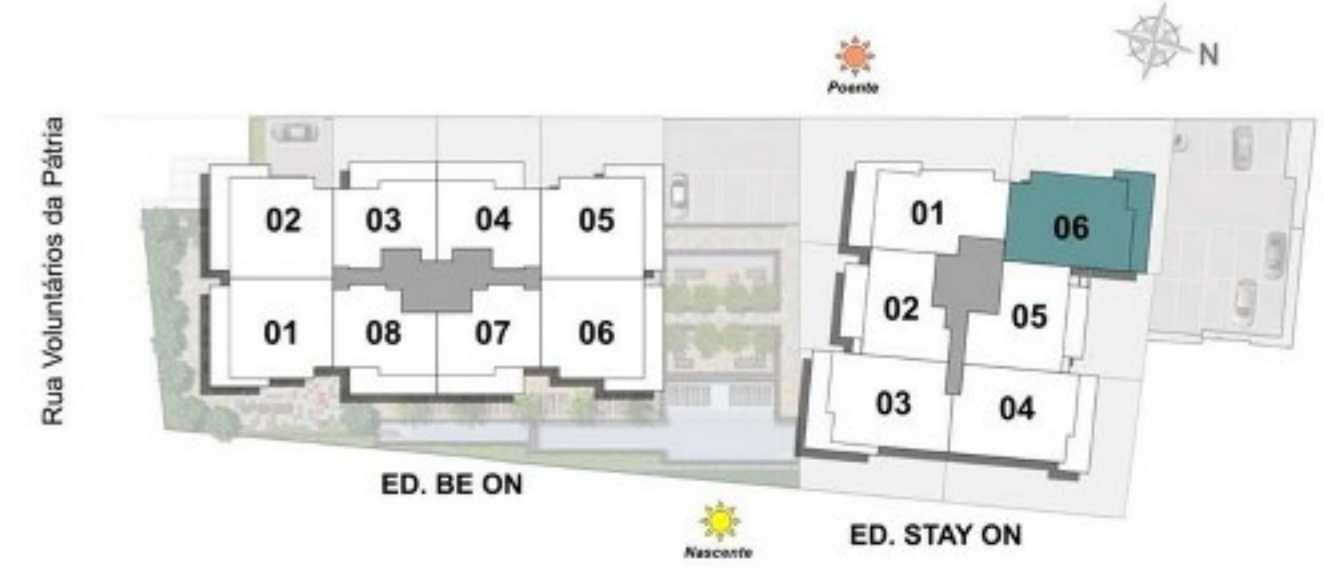 Poente
N
Rua Voluntários da Pátria
02 03 04 05
01 08 07 06
01 06
02 05
03 04
ED. BE ON
Nascente
ED. STAY ON